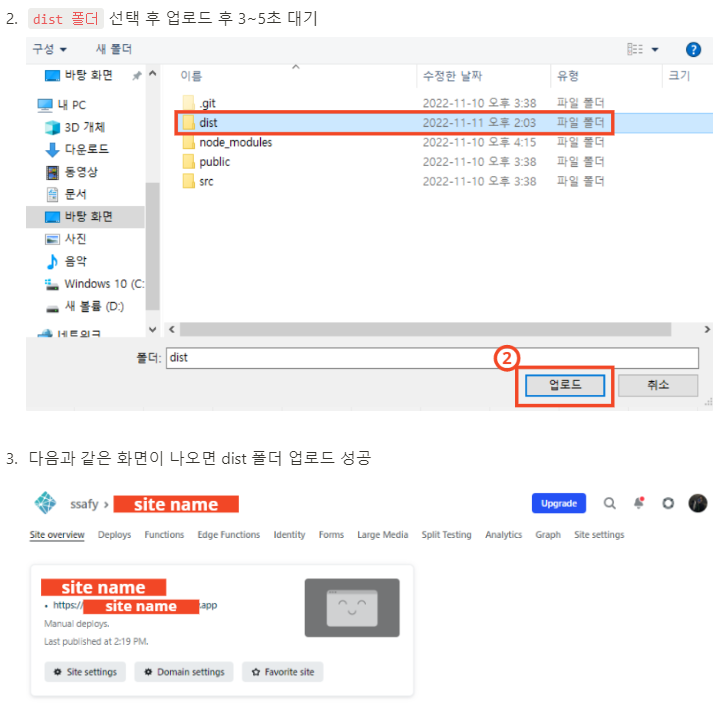 2. dist 폴더 선택 후 업로드 후 3~5초 대기
구성 새 폴더
바탕 화면 이름 수정한 날짜 유형 크기
내 PC .git 2022-11-10 오후 3:38 파일 폴더
3D 개체 dist 2022-11-11 오후 2:03 파일 폴더
다운로드 node_modules 2022-11-10 오후 4:15 파일 폴더
동영상 public 2022-11-10 오후 3:38 파일 폴더
문서 src 2022-11-10 오후 3:38 파일 폴더
바탕 화면
사진
음악
Windows 10 (C:
새 볼륨 (D:)
네트워크
폴더: dist
2
업로드 취소
3. 다음과 같은 화면이 나오면 dist 폴더 업로드 성공
ssafy > site name Upgrade
Site overview Deploys Functions Edge Functions Identity Forms Large Media Split Testing Analytics Graph Site settings
site name
• https:// site name .app
Manual deploys.
Last published at 2:19 PM.
Site settings Domain settings Favorite site